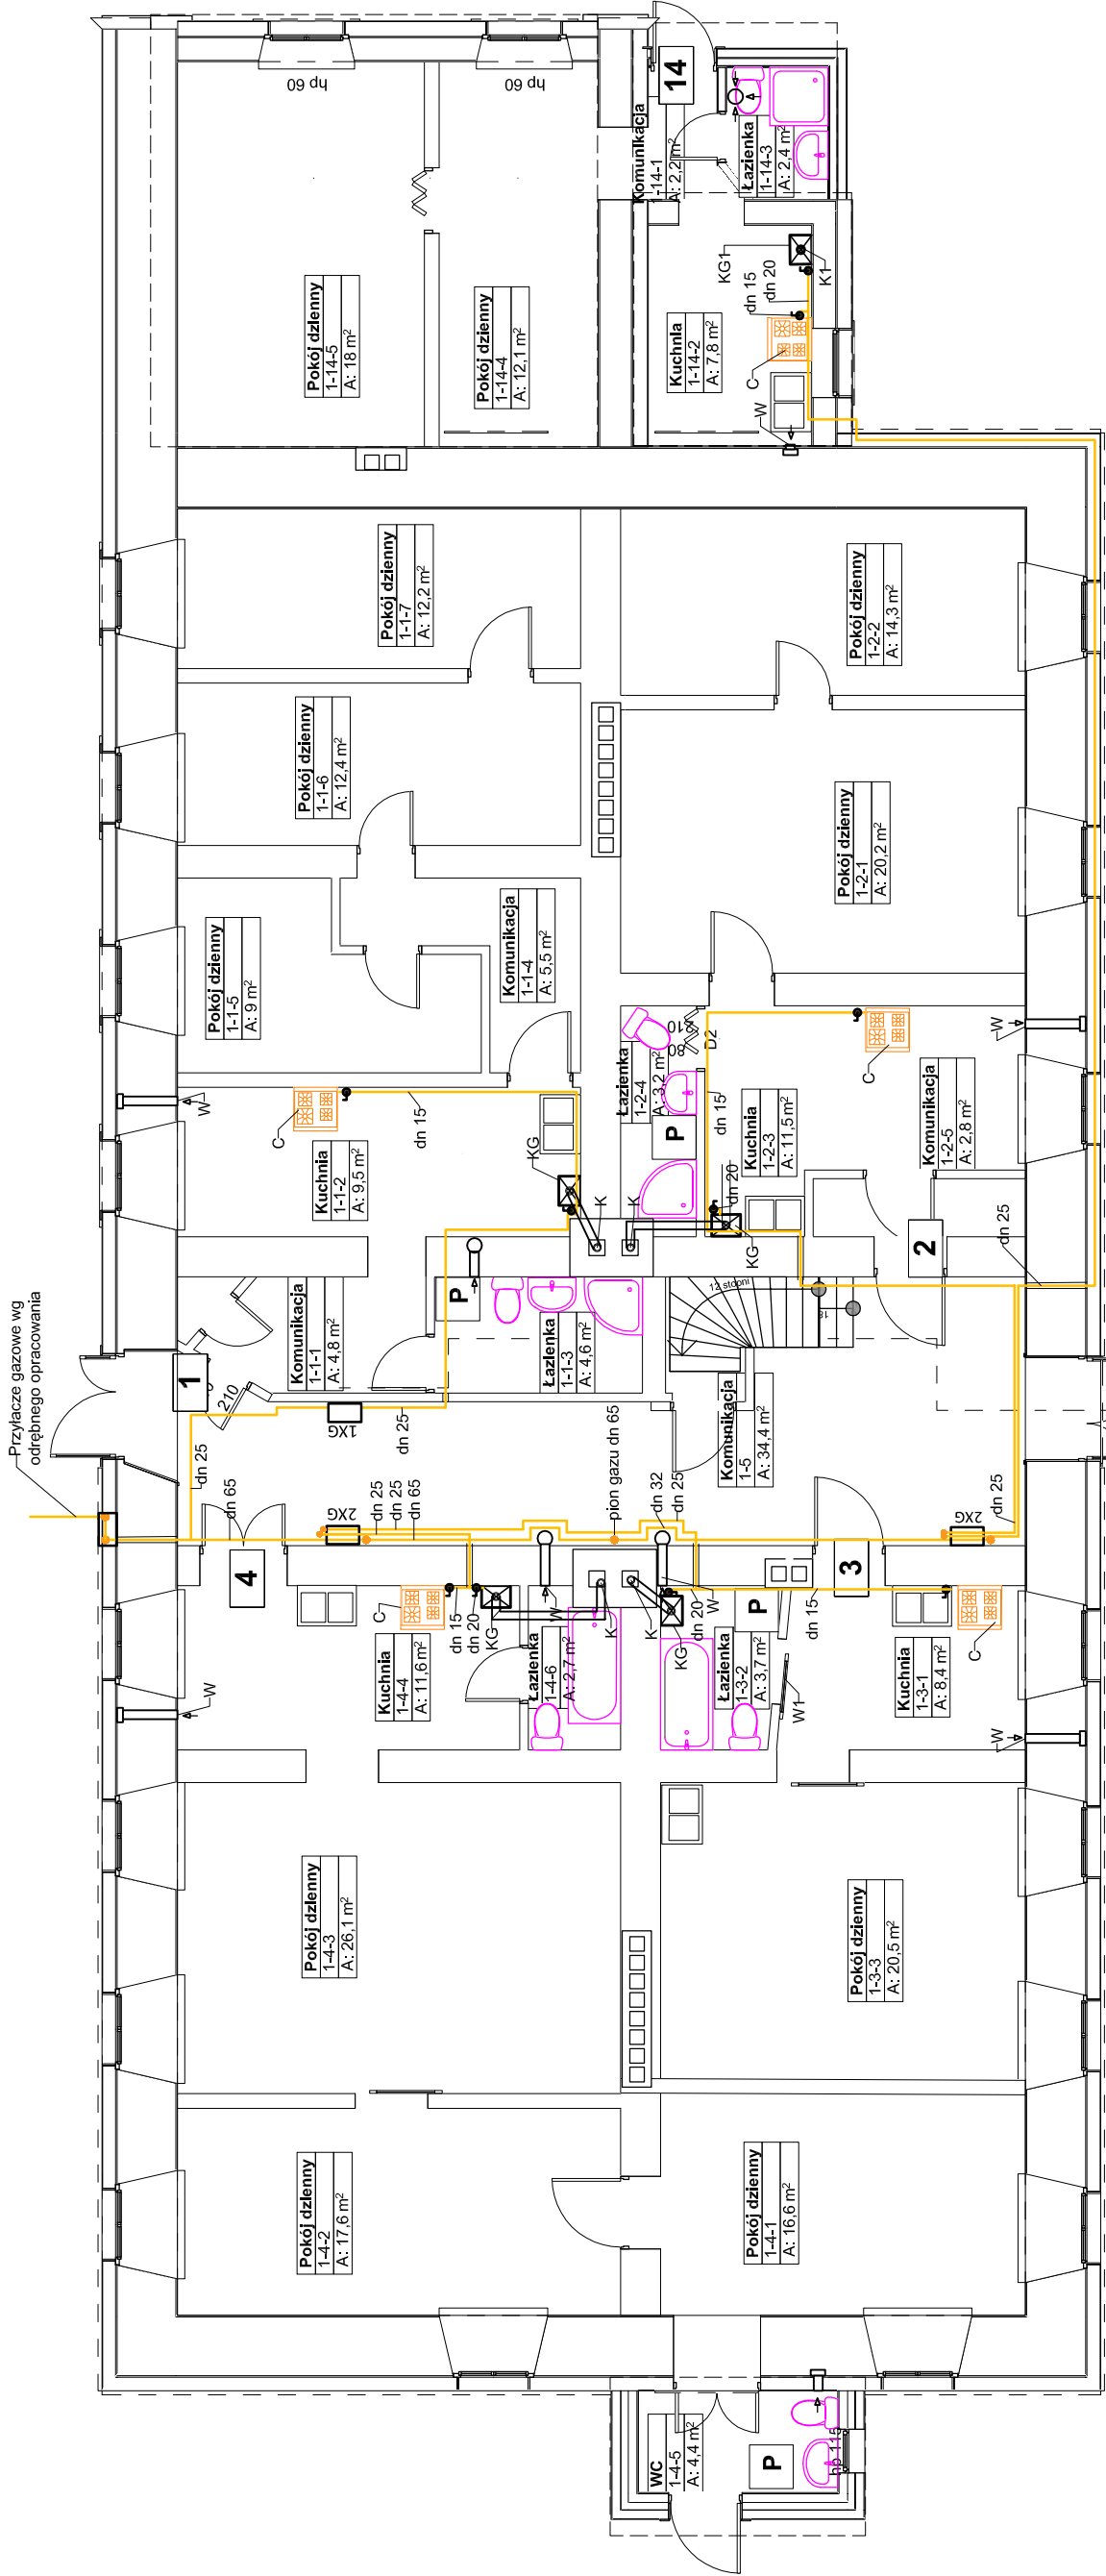 Przyłącze gazowe wg
odrębnego opracowania
WC
1-4-5
A: 4,4 m²
P
hp 115
Pokój dzienny
1-4-2
A: 17,6 m²
Pokój dzienny
1-4-1
A: 16,6 m²
Pokój dzienny
1-4-3
A: 26,1 m²
Pokój dzienny
1-3-3
A: 20,5 m²
W
Kuchnia
1-4-4
A: 11,6 m²
C
dn 15
dn 20
KG
Łazienka
1-4-6
A: 2,7 m²
W
K
K
KG
dn 20
W
Łazienka
1-3-2
A: 3,7 m²
P
W1
dn 15
Kuchnia
1-3-1
A: 8,4 m²
C
W
4
3
dn 65
dn 25
2XG
dn 25
dn 25
dn 65
pion gazu dn 65
dn 32
dn 25
2XG
dn 25
1
210
1XG
dn 25
Komunikacja
1-5
A: 34,4 m²
Komunikacja
1-1-1
A: 4,8 m²
P
Łazienka
1-1-3
A: 4,6 m²
12 stopni
18
2
dn 25
W
C
Kuchnia
1-1-2
A: 9,5 m²
dn 15
KG
K
K
Łazienka
1-2-4
A: 3,2 m²
P
80
210
D2
dn 15
dn 20
KG
Kuchnia
1-2-3
A: 11,5 m²
C
Komunikacja
1-2-5
A: 2,8 m²
W
Pokój dzienny
1-1-5
A: 9 m²
Komunikacja
1-1-4
A: 5,5 m²
Pokój dzienny
1-1-6
A: 12,4 m²
Pokój dzienny
1-2-1
A: 20,2 m²
Pokój dzienny
1-1-7
A: 12,2 m²
Pokój dzienny
1-2-2
A: 14,3 m²
Pokój dzienny
1-14-5
A: 18 m²
Pokój dzienny
1-14-4
A: 12,1 m²
Kuchnia
1-14-2
A: 7,8 m²
W
C
dn 15
dn 20
KG1
K1
Komunikacja
1-14-1
A: 2,2 m²
14
Łazienka
1-14-3
A: 2,4 m²
hp 60
hp 60